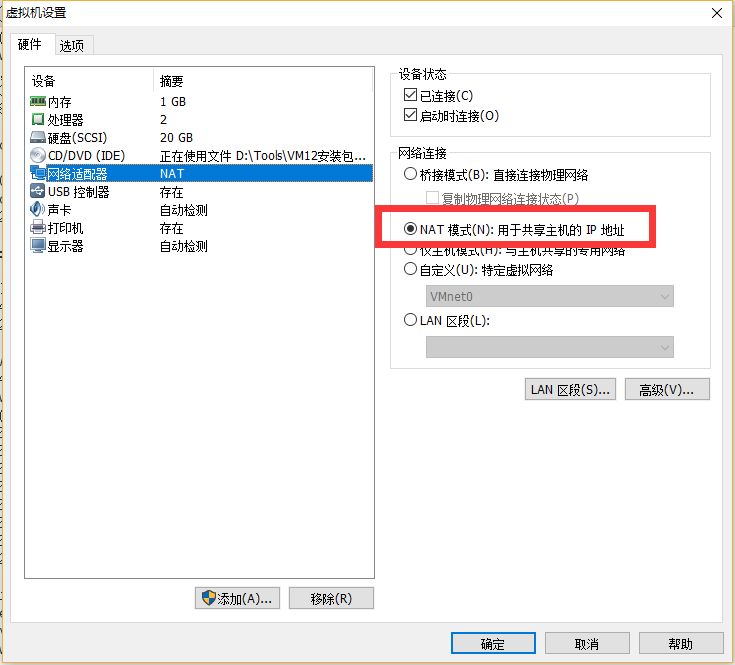 虚拟机设置
硬件 选项
设备 摘要
内存 1 GB
处理器 2
硬盘(SCSI) 20 GB
CD/DVD (IDE) 正在使用文件 D:\Tools\VM12安装包...
网络适配器 NAT
USB 控制器 存在
声卡 自动检测
打印机 存在
显示器 自动检测
添加(A)... 移除(R)
设备状态
已连接(C)
启动时连接(O)
网络连接
桥接模式(B): 直接连接物理网络
复制物理网络连接状态(P)
NAT 模式(N): 用于共享主机的 IP 地址
仅主机模式(H): 与主机共享的专用网络
自定义(U): 特定虚拟网络
VMnet0
LAN 区段(L):
LAN 区段(S)... 高级(V)...
确定 取消 帮助